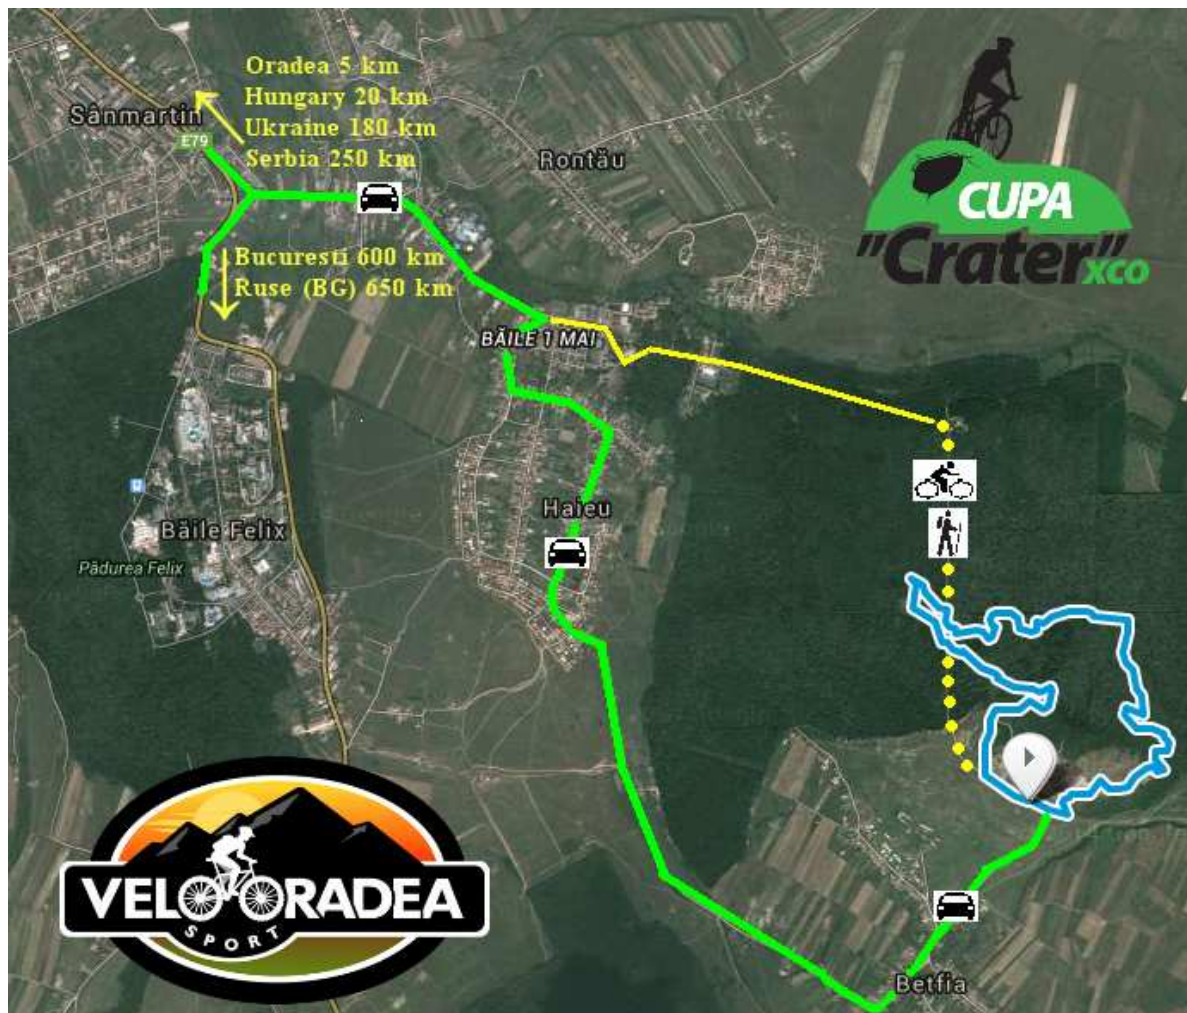 Oradea 5 km
Hungary 20 km
Ukraine 180 km
Serbia 250 km
Sânmartin
E79
Rontău
CUPA
"Crater"xco
Bucuresti 600 km
Ruse (BG) 650 km
BĂILE 1 MAI
Haieu
Băile Felix
Pădurea Felix
VELO ORADEA
SPORT
Betfia